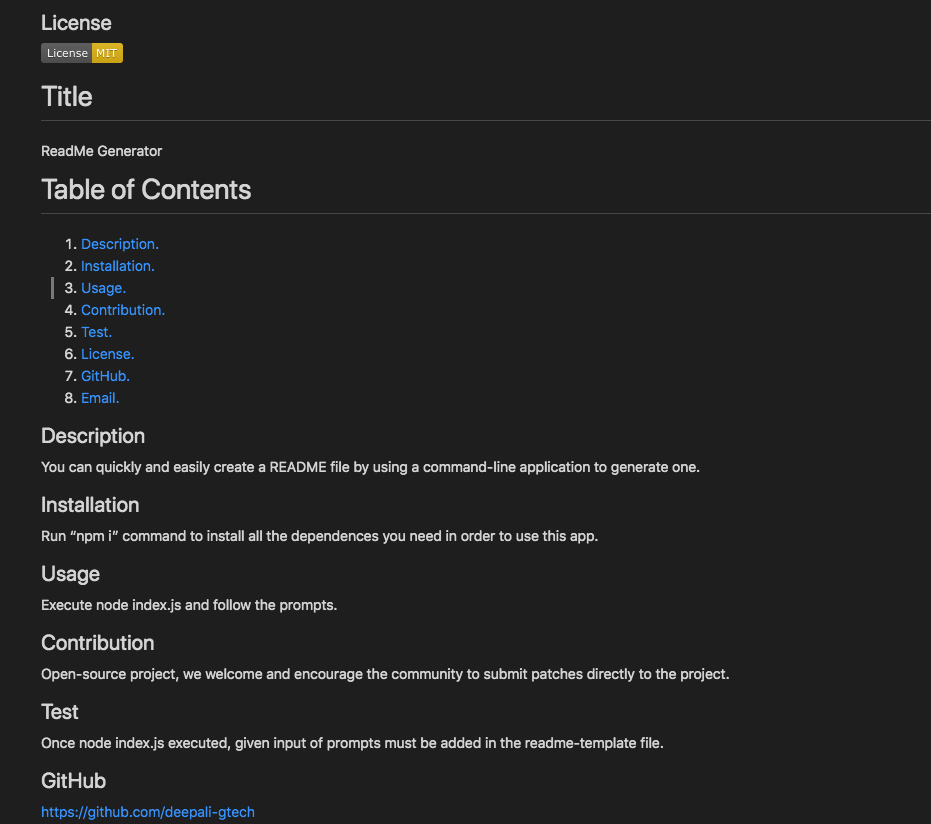 License
License MIT
Title
ReadMe Generator
Table of Contents
1. Description.
2. Installation.
3. Usage.
4. Contribution.
5. Test.
6. License.
7. GitHub.
8. Email.
Description
You can quickly and easily create a README file by using a command-line application to generate one.
Installation
Run “npm i” command to install all the dependences you need in order to use this app.
Usage
Execute node index.js and follow the prompts.
Contribution
Open-source project, we welcome and encourage the community to submit patches directly to the project.
Test
Once node index.js executed, given input of prompts must be added in the readme-template file.
GitHub
https://github.com/deepali-gtech